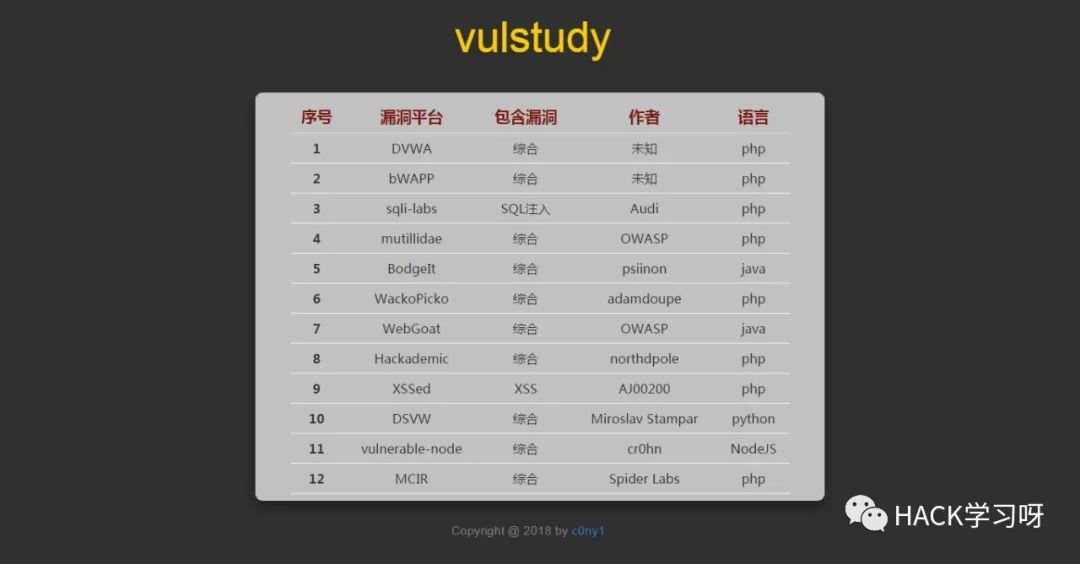 vulstudy
序号 漏洞平台 包含漏洞 作者 语言
1 DVWA 综合 未知 php
2 bWAPP 综合 未知 php
3 sqli-labs SQL注入 Audi php
4 mutillidae 综合 OWASP php
5 BodgeIt 综合 psiinon java
6 WackoPicko 综合 adamdoupe php
7 WebGoat 综合 OWASP java
8 Hackademic 综合 northdpole php
9 XSSed XSS AJ00200 php
10 DSVW 综合 Miroslav Stampar python
11 vulnerable-node 综合 cr0hn NodeJS
12 MCIR 综合 Spider Labs php
HACK学习呀
Copyright @ 2018 by c0ny1